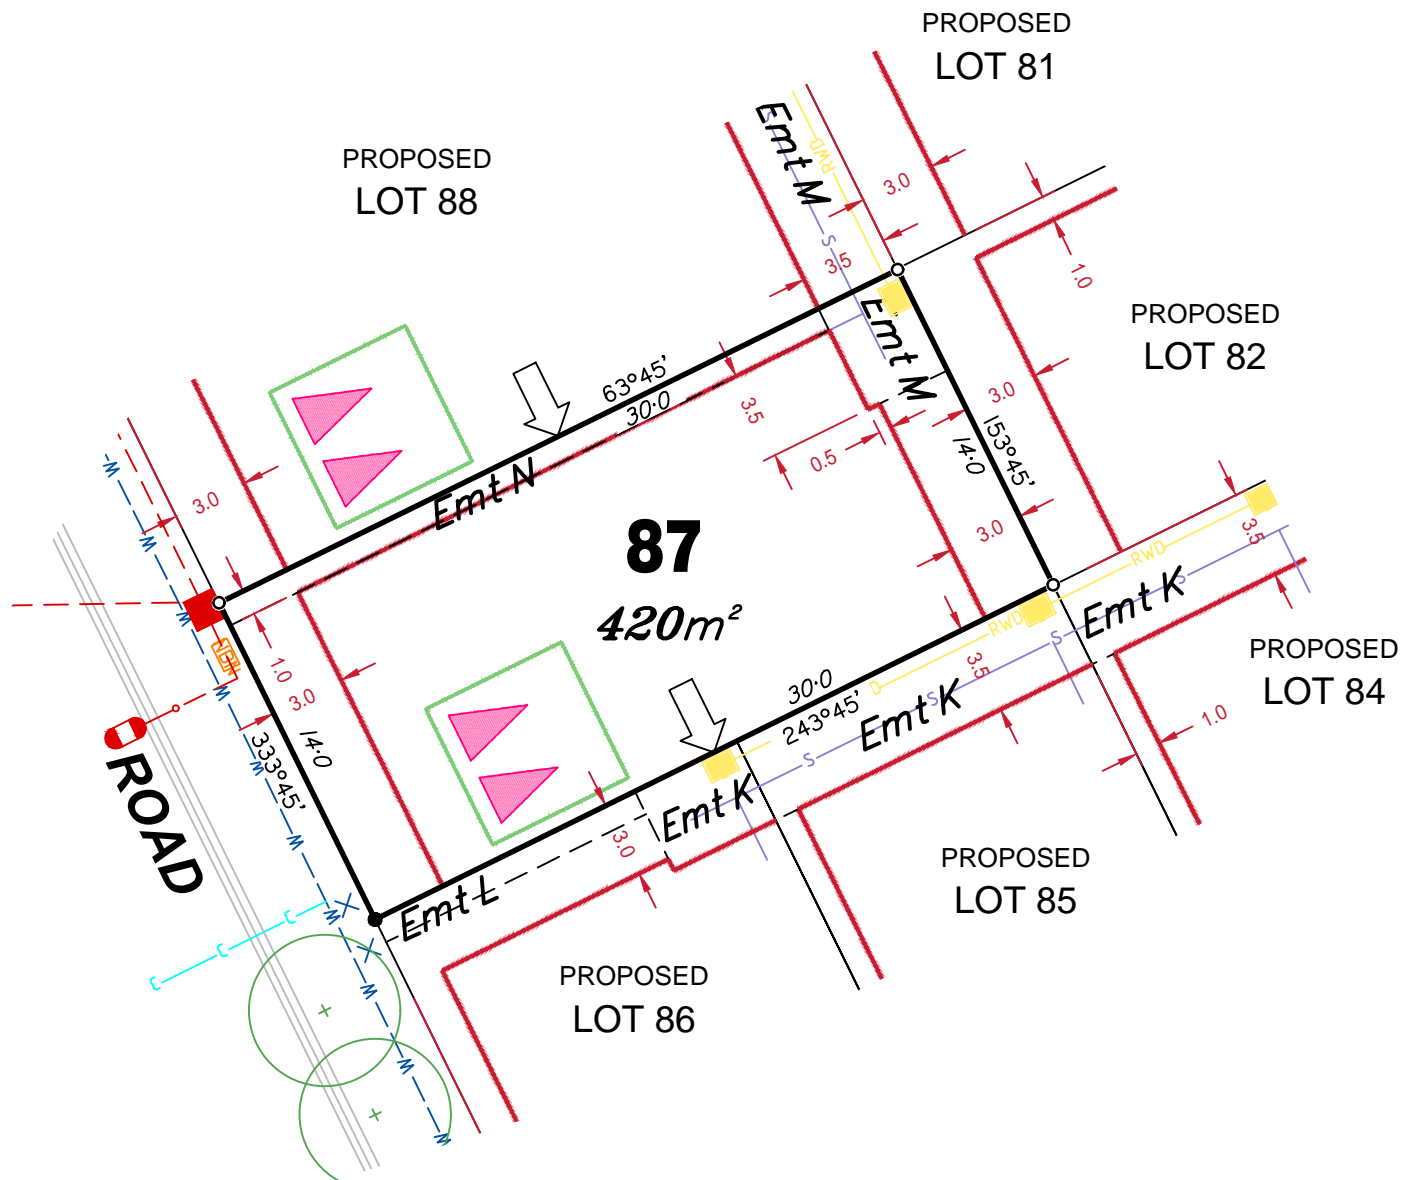 PROPOSED
LOT 81
PROPOSED
LOT 88
Emt M
RWD
S
S
3.0
3.5
1.0
PROPOSED
LOT 82
Emt M
63°45'
30·0
3.5
3.0
W
3.0
W
0.5
14·0
153°45'
3.0
3.5
Emt N
87
420m²
RWD
S
Emt K
W
1.0
3.0
RWD
S
3.5
PROPOSED
LOT 84
W
30·0
243°45'
D
S
Emt K
1.0
333°45'
14·0
W
ROAD
S
Emt K
3.0
W
PROPOSED
LOT 85
Emt L
W
C
C
C
W
PROPOSED
LOT 86
W
W